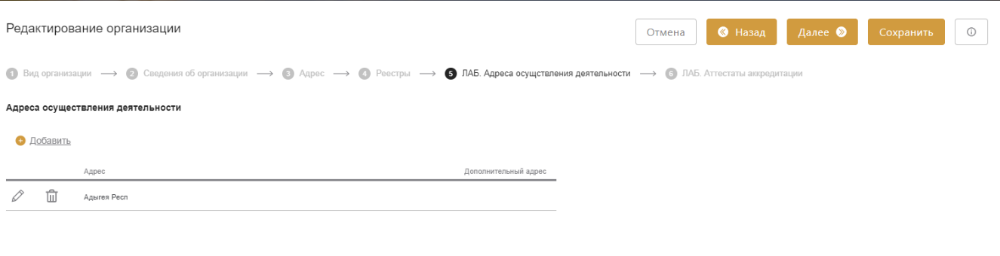 Редактирование организации
Отмена
Назад
Далее
Сохранить
1 Вид организации
2 Сведения об организации
3 Адрес
4 Реестры
5 ЛАБ. Адреса осущствления деятельности
6 ЛАБ. Аттестаты аккредитации
Адреса осуществления деятельности
Добавить
Адрес Дополнительный адрес
Адыгея Респ